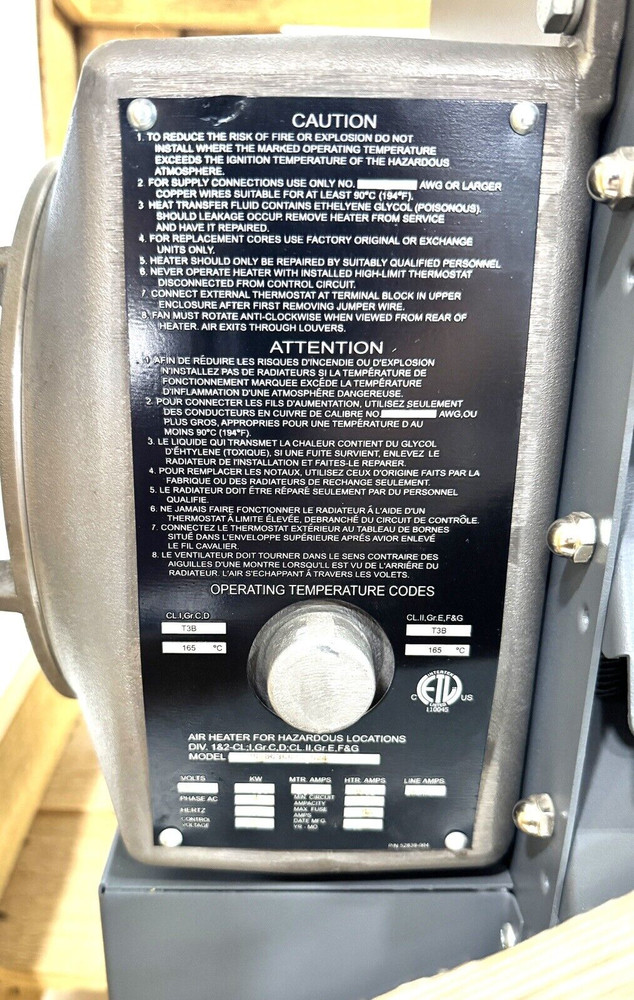 CAUTION
1. TO REDUCE THE RISK OF FIRE OR EXPLOSION DO NOT
INSTALL WHERE THE MARKED OPERATING TEMPERATURE
EXCEEDS THE IGNITION TEMPERATURE OF THE HAZARDOUS
ATMOSPHERE.
2. FOR SUPPLY CONNECTIONS USE ONLY NO. AWG OR LARGER
COPPER WIRES SUITABLE FOR AT LEAST 90°C (194°F).
3 HEAT TRANSFER FLUID CONTAINS ETHELYENE GLYCOL (POISONOUS).
SHOULD LEAKAGE OCCUP. REMOVE HEATER FROM SERVICE
AND HAVE IT REPAIRED.
4. FOR REPLACEMENT CORES USE FACTORY ORIGINAL OR EXCHANGE
UNITS ONLY.
5. HEATER SHOULD ONLY BE REPAIRED BY SUITABLY QUALIFIED PERSONNEL
6. NEVER OPERATE HEATER WITH INSTALLED HIGH-LIMIT THERMOSTAT
DISCONNECTED FROM CONTROL CIRCUIT.
7. CONNECT EXTERNAL THERMOSTAT AT TERMINAL BLOCK IN UPPER
ENCLOSURE AFTER FIRST REMOVING JUMPER WIRE.
8. FAN MUST ROTATE ANTI-CLOCKWISE WHEN VIEWED FROM REAR OF
HEATER. AIR EXITS THROUGH LOUVERS.
ATTENTION
AFIN DE RÉDUIRE LES RISQUES D'INCENDIE OU D'EXPLOSION
N'INSTALLEZ PAS DE RADIATEURS SI LA TEMPÉRATURE DE
FONCTIONNEMENT MARQUEE EXCÈDE LA TEMPÉRATURE
D'INFLAMMATION D'UNE ATMOSPHÈRE DANGEREUSE.
2. POUR CONNECTER LES FILS D'AUMENTATION, UTILISEZ SEULEMENT
DES CONDUCTEURS EN CUIVRE DE CALIBRE NO. AWG,OU
PLUS GROS, APPROPRIES POUR UNE TEMPÉRATURE D AU
MOINS 90°C (194°F).
3. LE LIQUIDE QUI TRANSMET LA CHALEUR CONTIENT DU GLYCOL
D'ÉHTYLENE (TOXIQUE), SI UNE FUITE SURVIENT, ENLEVEZ LE
RADIATEUR DE I'INSTALLATION ET FAITES-LE REPARER.
4. POUR REMPLACER LES NOTAUX, UTILISEZ CEUX D'ORIGINE FAITS PAR LA
FABRIQUE OU DES RADIATEURS DE RECHANGE SEULEMENT.
5. LE RADIATEUR DOIT ÊTRE RÉPARÉ SEULEMENT PAR DU PERSONNEL
QUALIFIE.
6. NE JAMAIS FAIRE FONCTIONNER LE RADIATEUR À L'AIDE D'UN
THERMOSTAT À LIMITE ÉLEVÉE, DEBRANCHÉ DU CIRCUIT DE CONTRÔLE.
7. CONNECTEZ LE THERMOSTAT EXTÉRIEUR AU TABLEAU DE BORNES
SITUÉ DANS L'ENVELOPPE SUPÉRIEURE APRÉS AVIOR ENLEVÉ
LE FIL CAVALIER.
8. LE VENTILATEUR DOIT TOURNER DANS LE SENS CONTRAIRE DES
AIGUILLES D'UNE MONTRE LORSQU'LL EST VU DE L'ARRIÈRE DU
RADIATEUR. L'AIR S'ECHAPPANT À TRAVERS LES VOLETS.
OPERATING TEMPERATURE CODES
CL.I,Gr.C,D
T3B
165 °C
CL.II,Gr.E,F&G
T3B
165 °C
INTERTEK
C ETL US
LISTED
110045
AIR HEATER FOR HAZARDOUS LOCATIONS
DIV. 1&2-CL;I,Gr.C,D;CL II,Gr.E,F&G
MODEL
VOLTS KW MTR. AMPS HTR. AMPS LINE AMPS.
PHASE AC
HERTZ
CONTROL
VOLTAGE
MIN. CIRCUIT
AMPACITY
MAX. FUSE
AMPS
DATE MFG
YR - MO
P/N 52829-004